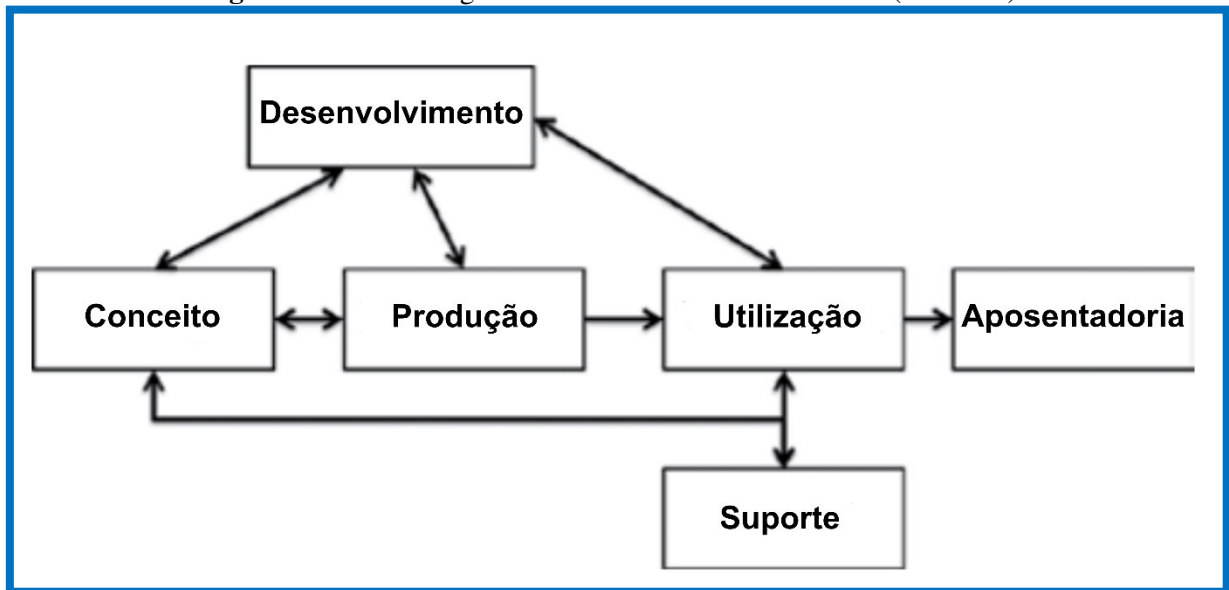 Desenvolvimento
Conceito
Produção
Utilização
Aposentadoria
Suporte